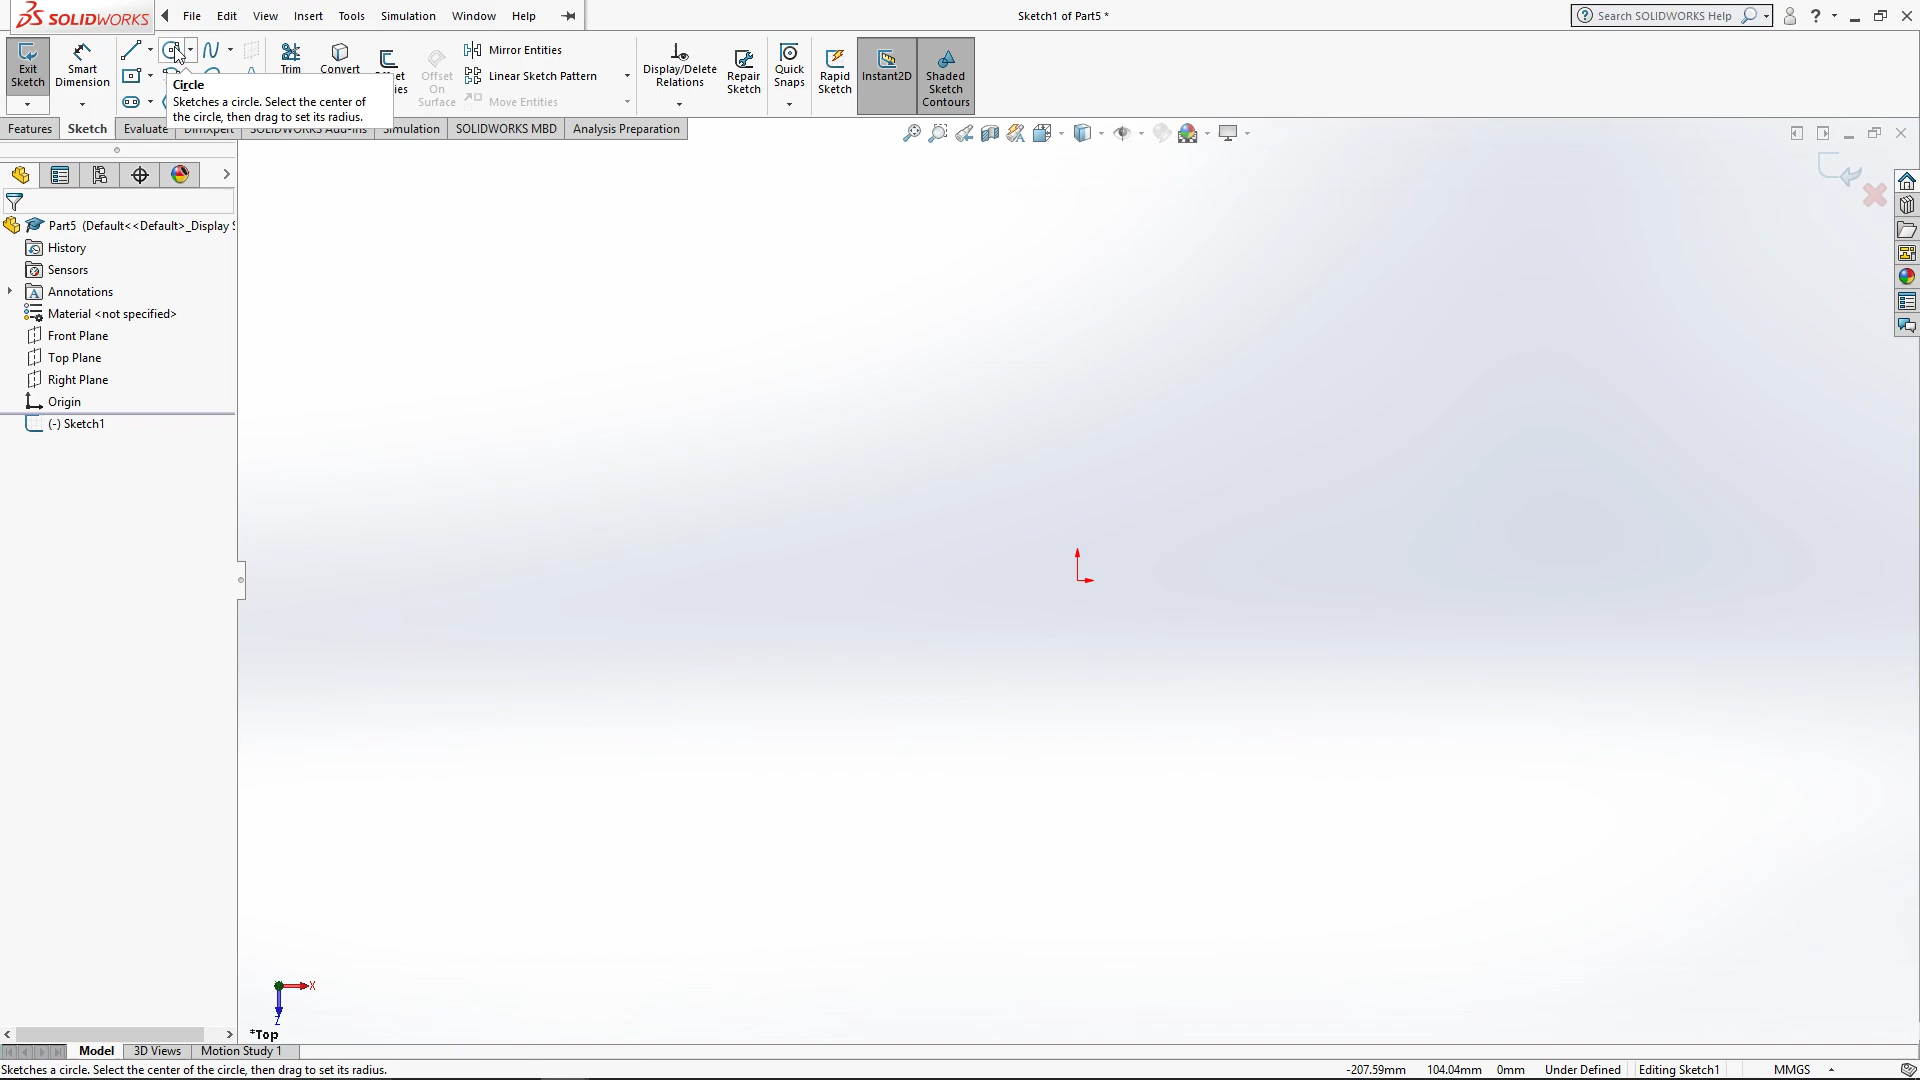 SOLIDWORKS
File Edit View Insert Tools Simulation Window Help
Sketch1 of Part5 *
Search SOLIDWORKS Help
?
Exit Sketch
Smart Dimension
Trim
Convert
Offset On Surface
Mirror Entities
Linear Sketch Pattern
Move Entities
Display/Delete Relations
Repair Sketch
Quick Snaps
Rapid Sketch
Instant2D
Shaded Sketch Contours
Circle
Sketches a circle. Select the center of
the circle, then drag to set its radius.
Features Sketch Evaluate DimXpert SOLIDWORKS Add-Ins Simulation SOLIDWORKS MBD Analysis Preparation
Part5 (Default<<Default>_Display S
History
Sensors
Annotations
Material <not specified>
Front Plane
Top Plane
Right Plane
Origin
(-) Sketch1
X
Z
*Top
Model 3D Views Motion Study 1
Sketches a circle. Select the center of the circle, then drag to set its radius.
-207.59mm 104.04mm 0mm Under Defined Editing Sketch1 MMGS